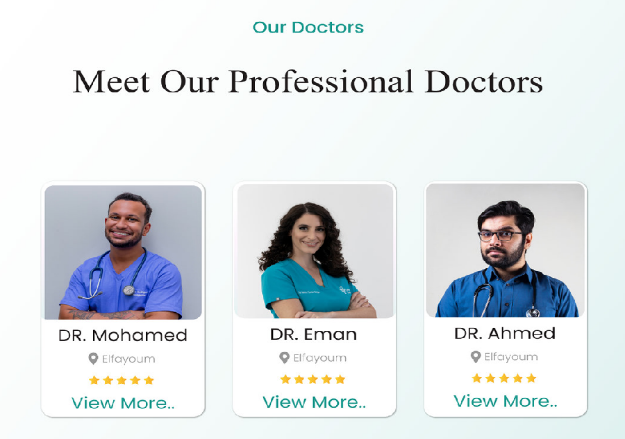 Our Doctors
Meet Our Professional Doctors
DR. Mohamed
Elfayoum
View More..
DR. Eman
Elfayoum
View More..
DR. Ahmed
Elfayoum
View More..